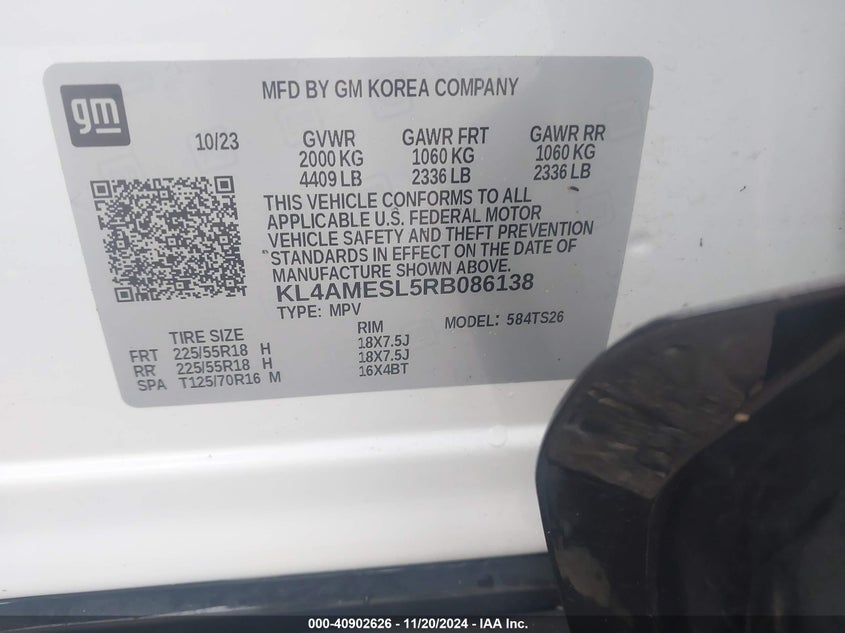 gm
MFD BY GM KOREA COMPANY
10/23 GVWR GAWR FRT GAWR RR
2000 KG 1060 KG 1060 KG
4409 LB 2336 LB 2336 LB
THIS VEHICLE CONFORMS TO ALL
APPLICABLE U.S. FEDERAL MOTOR
VEHICLE SAFETY AND THEFT PREVENTION
STANDARDS IN EFFECT ON THE DATE OF
MANUFACTURE SHOWN ABOVE.
KL4AMESL5RB086138
TYPE: MPV MODEL: 584TS26
TIRE SIZE RIM
FRT 225/55R18 H 18X7.5J
RR 225/55R18 H 18X7.5J
SPA T125/70R16 M 16X4BT
000-40902626 - 11/20/2024 - IAA Inc.